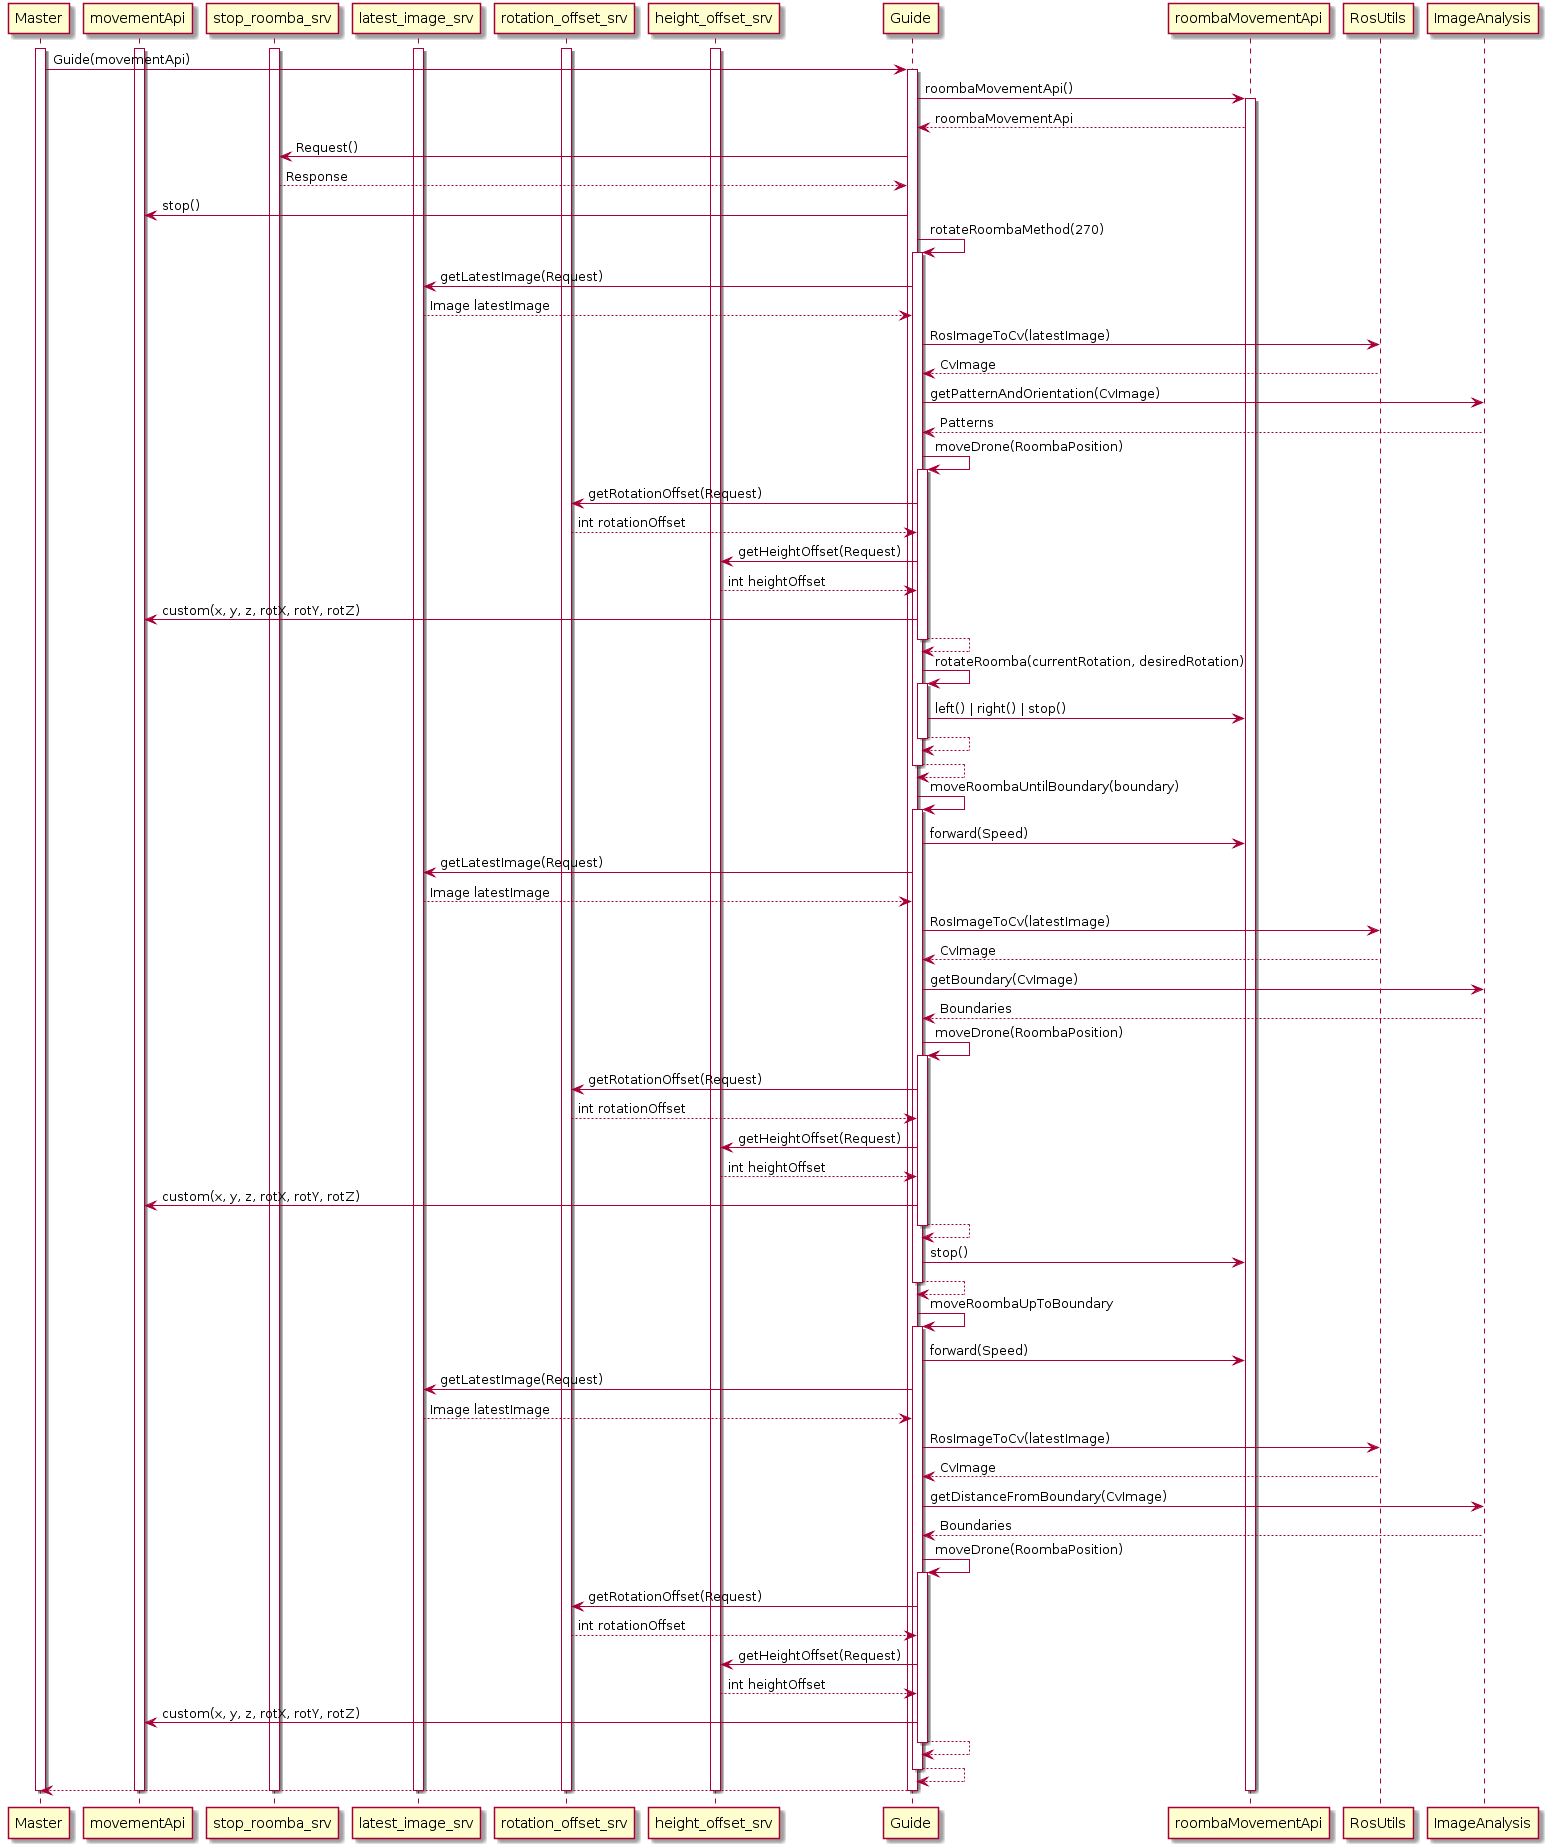 Master movementApi stop_roomba_srv latest_image_srv rotation_offset_srv height_offset_srv Guide roombaMovementApi RosUtils ImageAnalysis
Guide(movementApi)
roombaMovementApi()
roombaMovementApi
Request()
Response
stop()
rotateRoombaMethod(270)
getLatestImage(Request)
Image latestImage
RosImageToCv(latestImage)
CvImage
getPatternAndOrientation(CvImage)
Patterns
moveDrone(RoombaPosition)
getRotationOffset(Request)
int rotationOffset
getHeightOffset(Request)
int heightOffset
custom(x, y, z, rotX, rotY, rotZ)
rotateRoomba(currentRotation, desiredRotation)
left() | right() | stop()
moveRoombaUntilBoundary(boundary)
forward(Speed)
getLatestImage(Request)
Image latestImage
RosImageToCv(latestImage)
CvImage
getBoundary(CvImage)
Boundaries
moveDrone(RoombaPosition)
getRotationOffset(Request)
int rotationOffset
getHeightOffset(Request)
int heightOffset
custom(x, y, z, rotX, rotY, rotZ)
stop()
moveRoombaUpToBoundary
forward(Speed)
getLatestImage(Request)
Image latestImage
RosImageToCv(latestImage)
CvImage
getDistanceFromBoundary(CvImage)
Boundaries
moveDrone(RoombaPosition)
getRotationOffset(Request)
int rotationOffset
getHeightOffset(Request)
int heightOffset
custom(x, y, z, rotX, rotY, rotZ)
Master movementApi stop_roomba_srv latest_image_srv rotation_offset_srv height_offset_srv Guide roombaMovementApi RosUtils ImageAnalysis